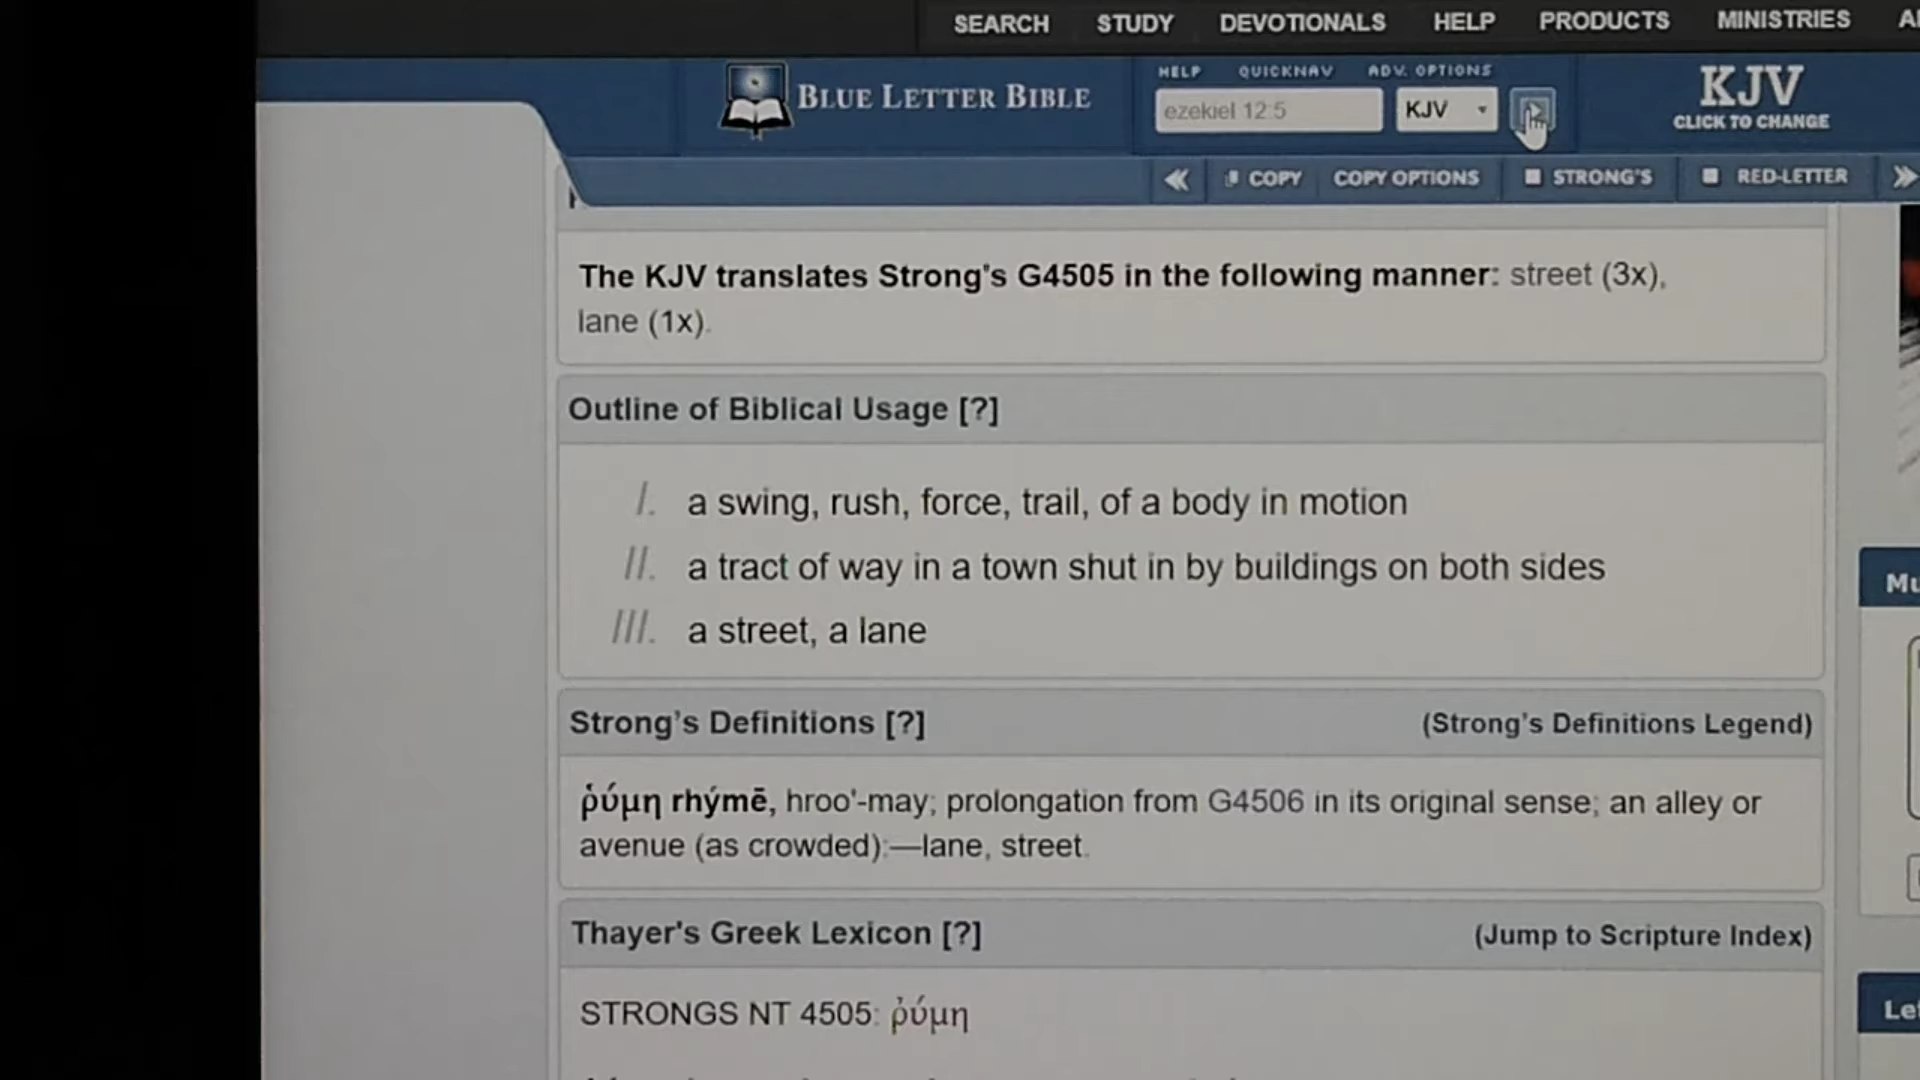 SEARCH STUDY DEVOTIONALS HELP PRODUCTS MINISTRIES
BLUE LETTER BIBLE
HELP QUICKNAV ADV. OPTIONS
ezekiel 12:5 KJV
KJV
CLICK TO CHANGE
COPY COPY OPTIONS STRONG'S RED-LETTER
The KJV translates Strong's G4505 in the following manner: street (3x),
lane (1x).
Outline of Biblical Usage [?]
I. a swing, rush, force, trail, of a body in motion
II. a tract of way in a town shut in by buildings on both sides
III. a street, a lane
Strong's Definitions [?] (Strong's Definitions Legend)
ῥύμη rhýmē, hroo'-may; prolongation from G4506 in its original sense; an alley or
avenue (as crowded):—lane, street.
Thayer's Greek Lexicon [?] (Jump to Scripture Index)
STRONGS NT 4505: ῤύμη